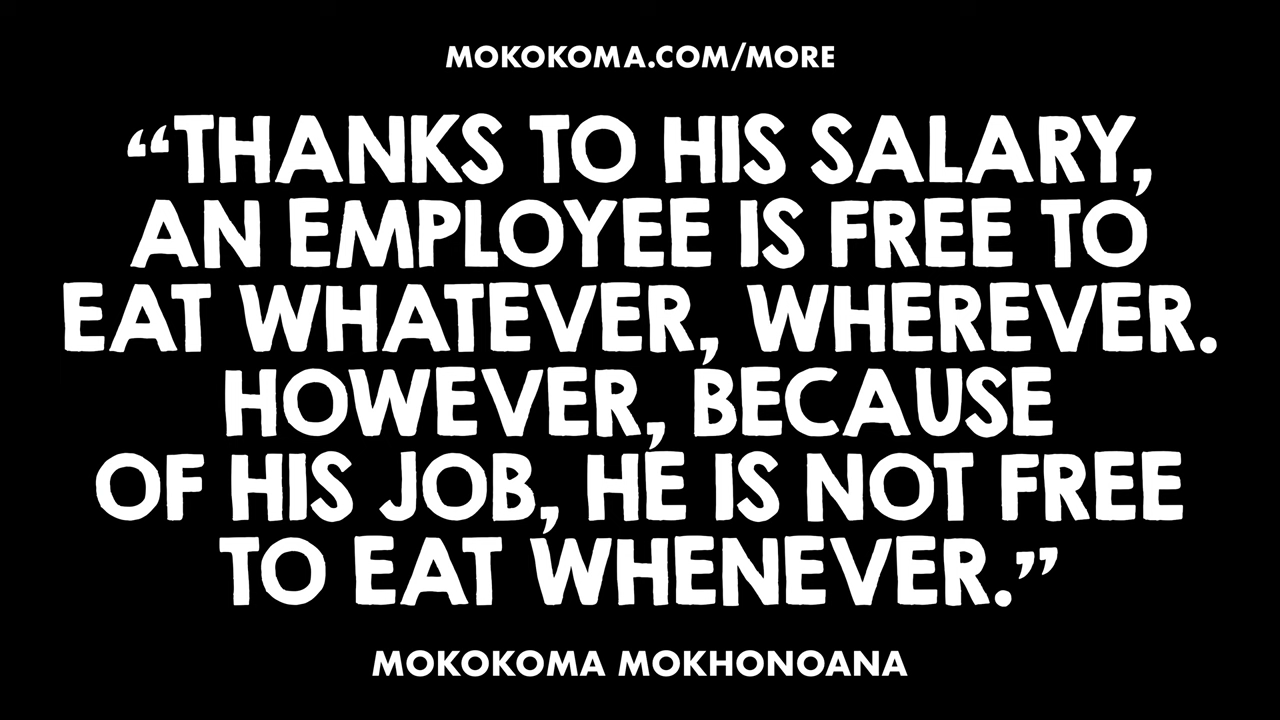 MOKOKOMA.COM/MORE
“THANKS TO HIS SALARY,
AN EMPLOYEE IS FREE TO
EAT WHATEVER, WHEREVER.
HOWEVER, BECAUSE
OF HIS JOB, HE IS NOT FREE
TO EAT WHENEVER.”
MOKOKOMA MOKHONOANA